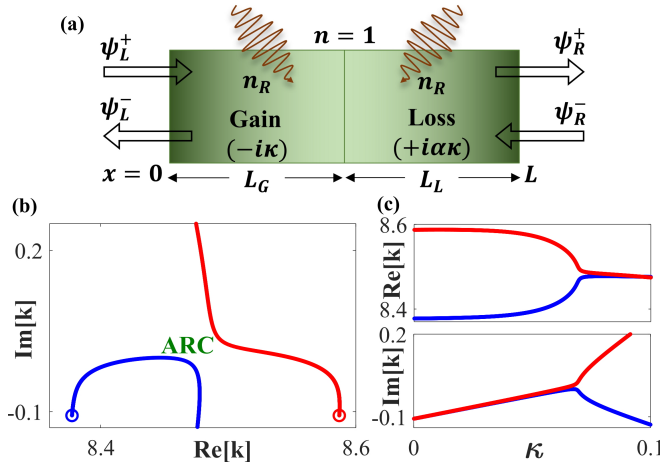 (a)
n = 1
ψ_L^+
ψ_R^+
n_R
n_R
ψ_L^-
Gain
Loss
ψ_R^-
(−iκ)
(+iακ)
x = 0
L_G
L_L
L
(b)
0.2
Im[k]
ARC
-0.1
8.4
Re[k]
8.6
(c)
8.6
Re[k]
8.4
0.2
Im[k]
-0.1
0
κ
0.1